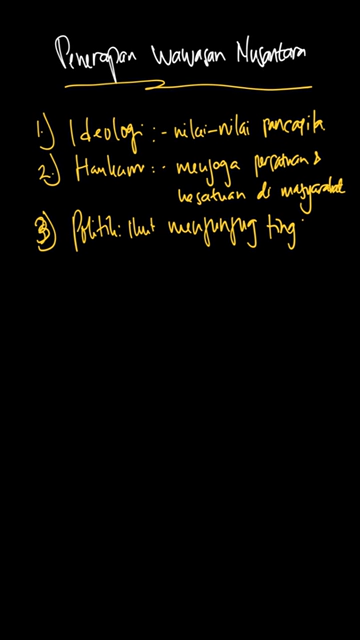 Penerapan Wawasan Nusantara
1.) Ideologi :- nilai-nilai pancasila
2.) Hankam :- menjaga persatuan &
kesatuan di masyarakat
3) Politik: Ikut menjunjung ting